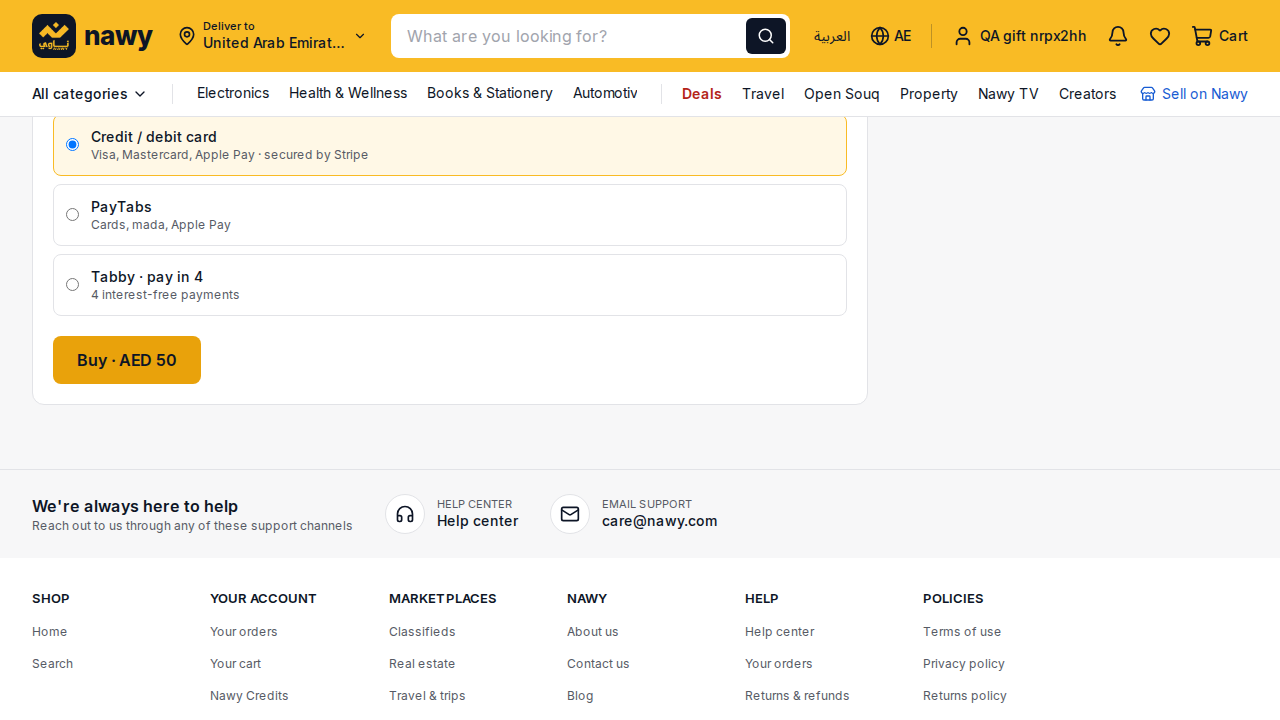 ناوي
nawy
Deliver to
United Arab Emirat...
What are you looking for?
العربية
AE
QA gift nrpx2hh
Cart
All categories
Electronics
Health & Wellness
Books & Stationery
Automotiv
Deals
Travel
Open Souq
Property
Nawy TV
Creators
Sell on Nawy
Credit / debit card
Visa, Mastercard, Apple Pay · secured by Stripe
PayTabs
Cards, mada, Apple Pay
Tabby · pay in 4
4 interest-free payments
Buy · AED 50
We're always here to help
Reach out to us through any of these support channels
HELP CENTER
Help center
EMAIL SUPPORT
care@nawy.com
SHOP
YOUR ACCOUNT
MARKETPLACES
NAWY
HELP
POLICIES
Home
Your orders
Classifieds
About us
Help center
Terms of use
Search
Your cart
Real estate
Contact us
Your orders
Privacy policy
Nawy Credits
Travel & trips
Blog
Returns & refunds
Returns policy